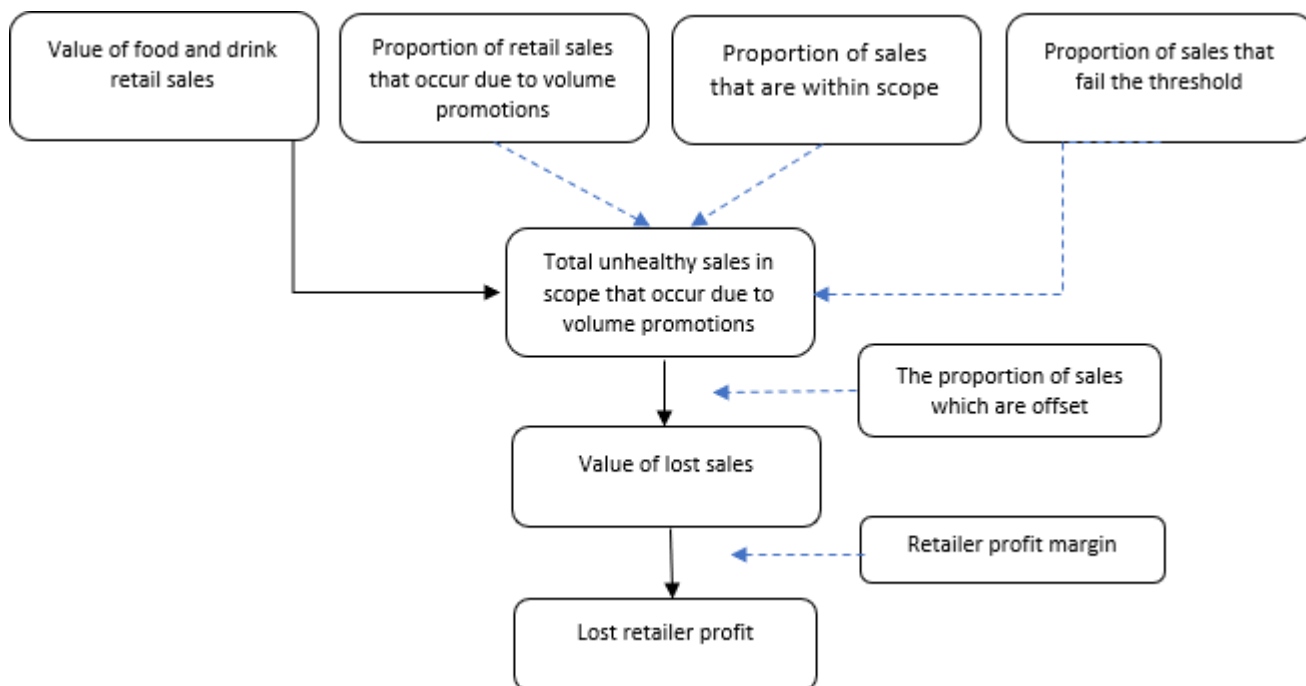 Value of food and drink
retail sales
Proportion of retail sales
that occur due to volume
promotions
Proportion of sales
that are within scope
Proportion of sales that
fail the threshold
Total unhealthy sales in
scope that occur due to
volume promotions
The proportion of sales
which are offset
Value of lost sales
Retailer profit margin
Lost retailer profit